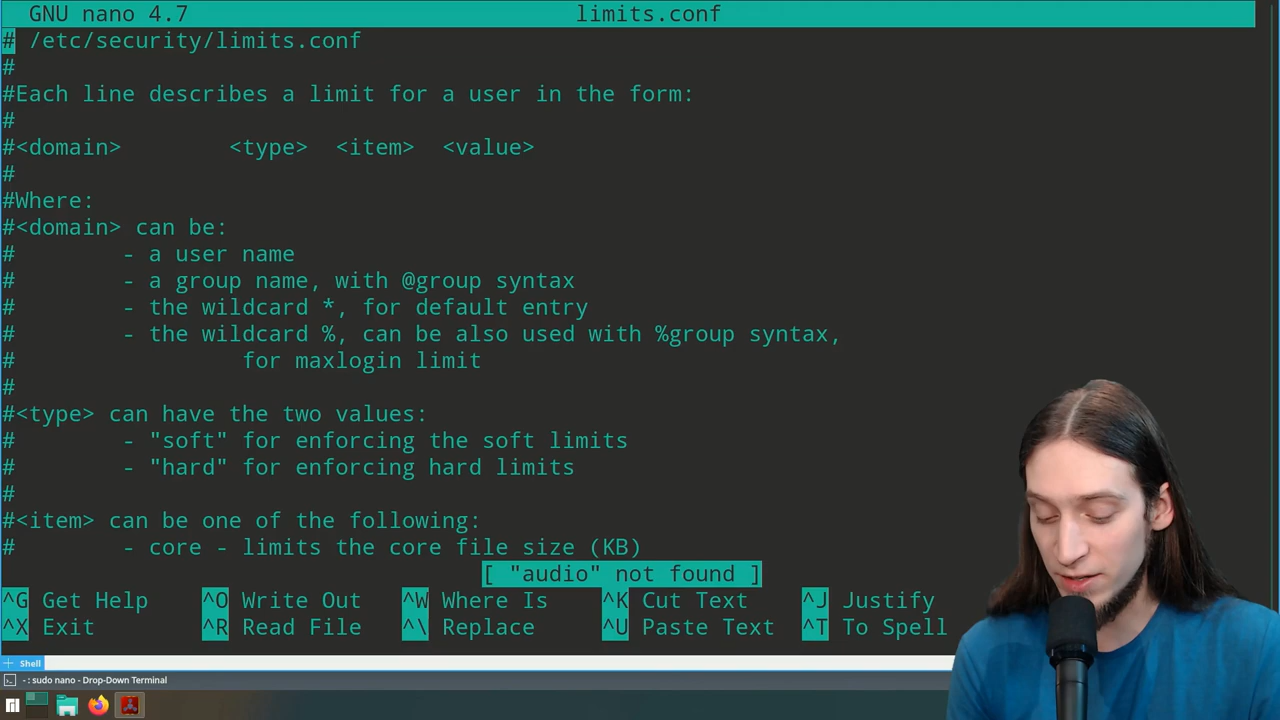 GNU nano 4.7 limits.conf
# /etc/security/limits.conf
#
#Each line describes a limit for a user in the form:
#
#<domain> <type> <item> <value>
#
#Where:
#<domain> can be:
# - a user name
# - a group name, with @group syntax
# - the wildcard *, for default entry
# - the wildcard %, can be also used with %group syntax,
# for maxlogin limit
#
#<type> can have the two values:
# - "soft" for enforcing the soft limits
# - "hard" for enforcing hard limits
#
#<item> can be one of the following:
# - core - limits the core file size (KB)
[ "audio" not found ]
^G Get Help ^O Write Out ^W Where Is ^K Cut Text ^J Justify
^X Exit ^R Read File ^\ Replace ^U Paste Text ^T To Spell
Shell
- : sudo nano - Drop-Down Terminal